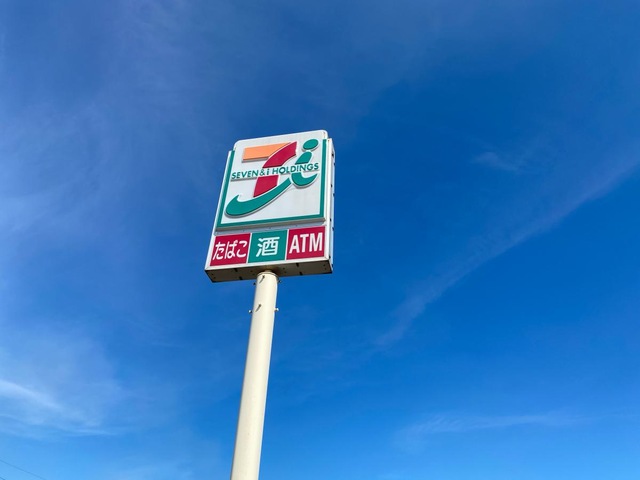 SEVEN & i HOLDINGS
たばこ 酒 ATM